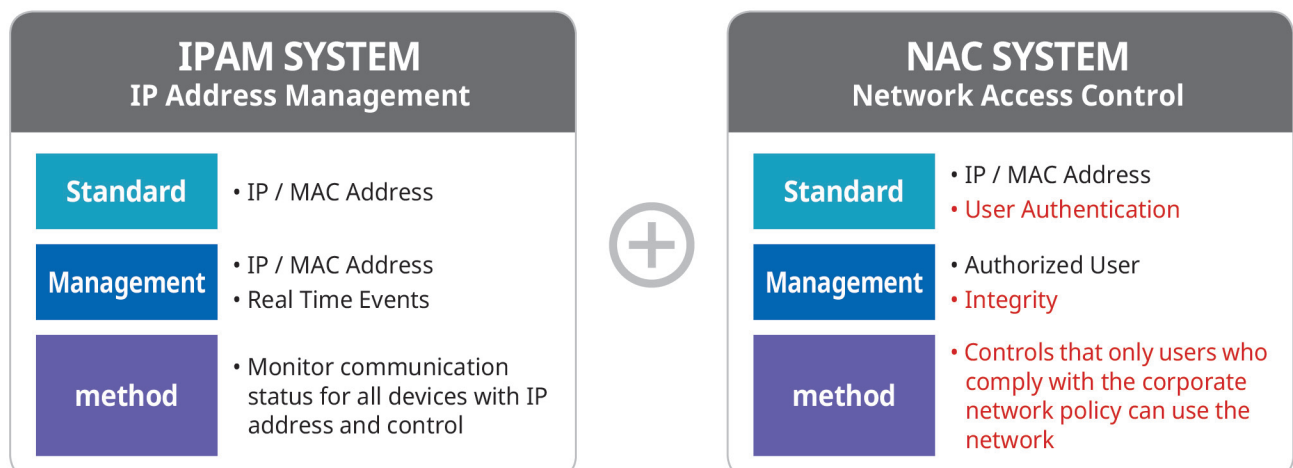 IPAM SYSTEM
IP Address Management
Standard
• IP / MAC Address
Management
• IP / MAC Address
• Real Time Events
method
• Monitor communication
status for all devices with IP
address and control
NAC SYSTEM
Network Access Control
Standard
• IP / MAC Address
• User Authentication
Management
• Authorized User
• Integrity
method
• Controls that only users who
comply with the corporate
network policy can use the
network